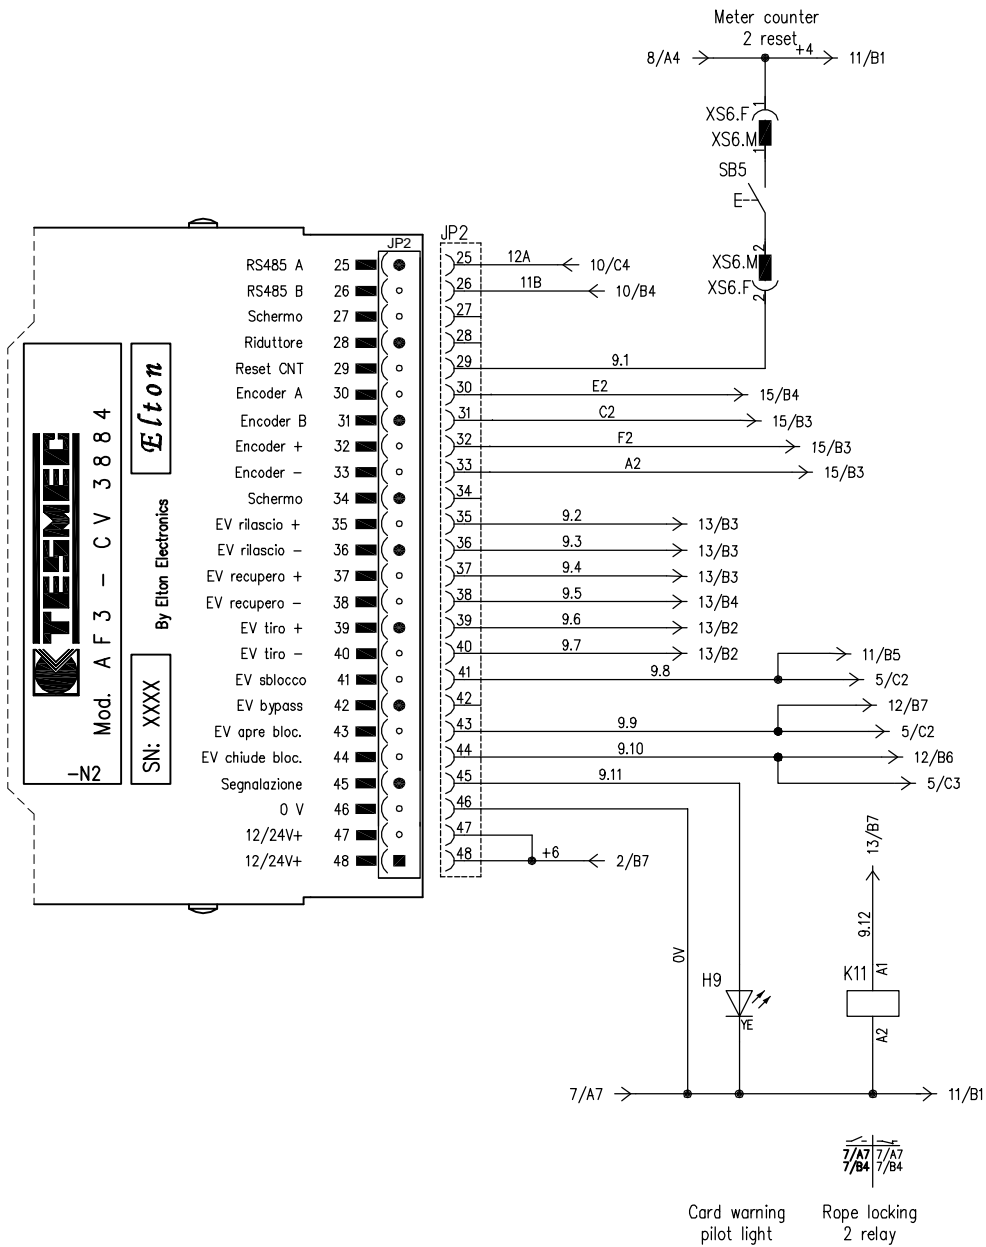 Meter counter
2 reset
8/A4 +4 11/B1
1
XS6.F
XS6.M
1
SB5
E
2
XS6.M
XS6.F
2
JP2 JP2
RS485 A 25 25 12A 10/C4
RS485 B 26 26 11B 10/B4
Schermo 27 27
Riduttore 28 28
Reset CNT 29 29 9.1
Encoder A 30 30 E2 15/B4
Encoder B 31 31 C2 15/B3
Encoder + 32 32 F2 15/B3
Encoder − 33 33 A2 15/B3
Schermo 34 34
EV rilascio + 35 35 9.2 13/B3
EV rilascio − 36 36 9.3 13/B3
EV recupero + 37 37 9.4 13/B3
EV recupero − 38 38 9.5 13/B4
EV tiro + 39 39 9.6 13/B2
EV tiro − 40 40 9.7 13/B2
11/B5
EV sblocco 41 41 9.8 5/C2
EV bypass 42 42 12/B7
EV apre bloc. 43 43 9.9 5/C2
EV chiude bloc. 44 44 9.10 12/B6
Segnalazione 45 45 9.11 5/C3
0 V 46 46
12/24V+ 47 47
12/24V+ 48 48 +6 2/B7
TESMEC
Mod. AF3 − CV 3884
−N2
Elton
By Elton Electronics
SN: XXXX
13/B7
9.12
0V
H9
YE
K11
A1
A2
7/A7 11/B1
7/A7 7/A7
7/B4 7/B4
Card warning
pilot light
Rope locking
2 relay